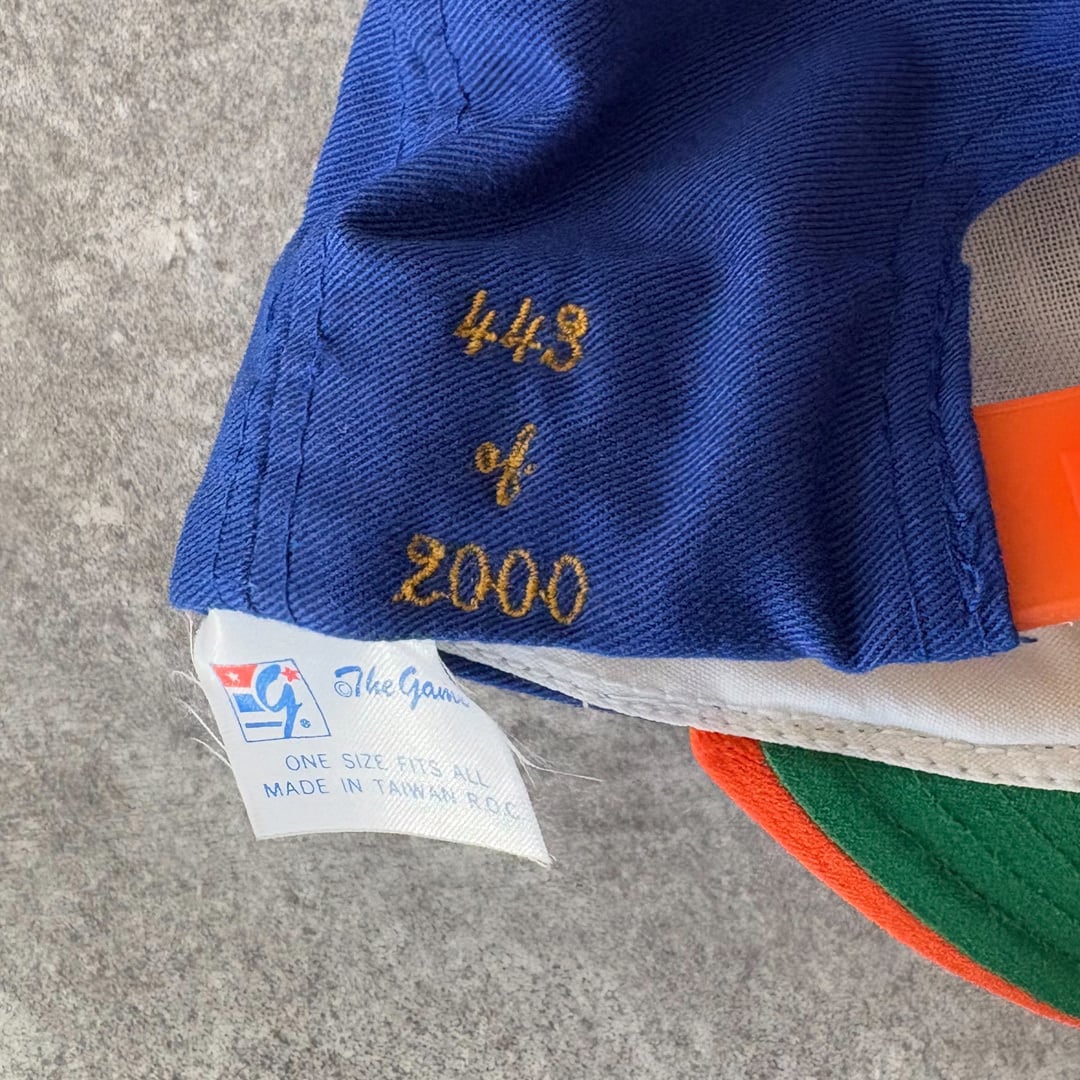 443
of
2000
g®
The Game
ONE SIZE FITS ALL
MADE IN TAIWAN R.O.C.